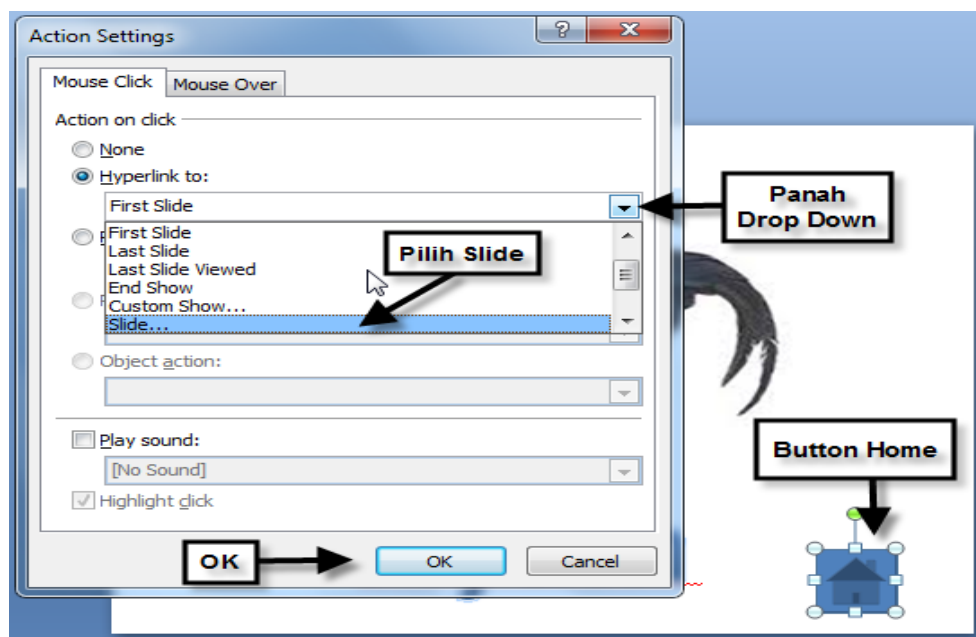 Action Settings
?
Mouse Click
Mouse Over
Action on click
None
Hyperlink to:
First Slide
First Slide
Last Slide
Last Slide Viewed
End Show
Custom Show...
Slide...
Panah
Drop Down
Pilih Slide
Object action:
Play sound:
[No Sound]
Highlight click
Button Home
OK
OK
Cancel